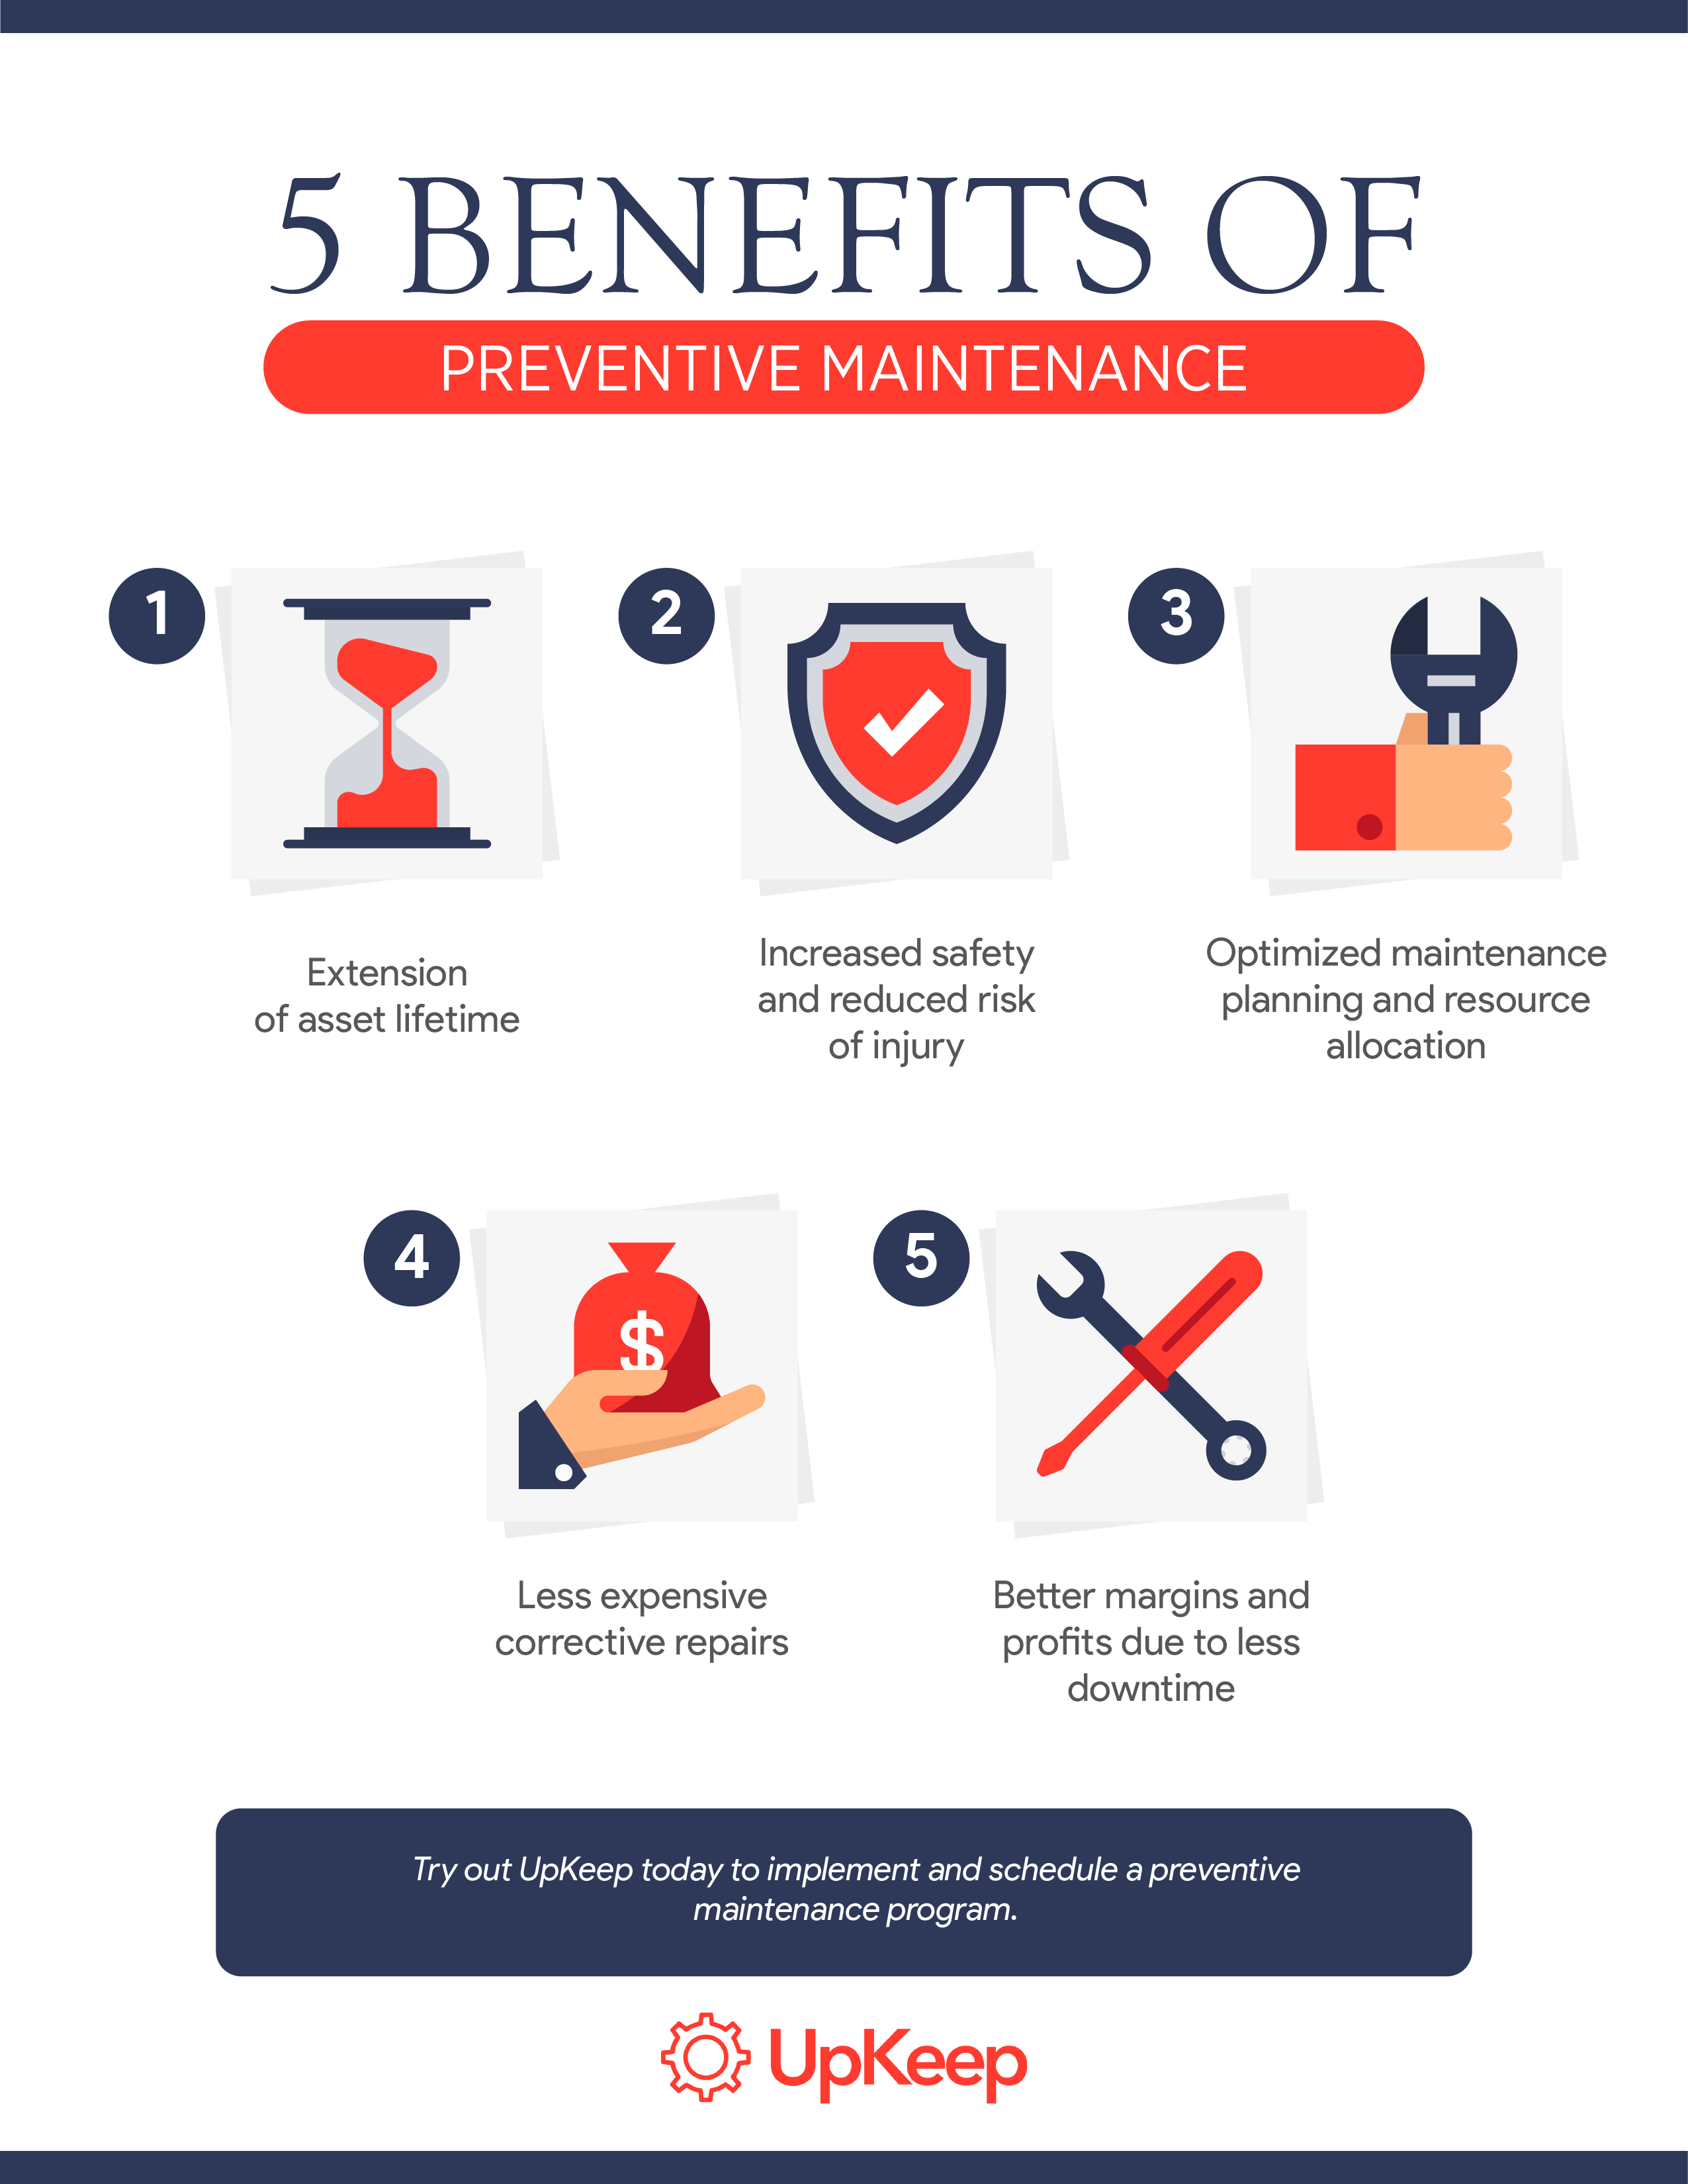 5 BENEFITS OF
PREVENTIVE MAINTENANCE
1
Extension
of asset lifetime
2
Increased safety
and reduced risk
of injury
3
Optimized maintenance
planning and resource
allocation
4
$
Less expensive
corrective repairs
5
Better margins and
profits due to less
downtime
Try out UpKeep today to implement and schedule a preventive
maintenance program.
UpKeep